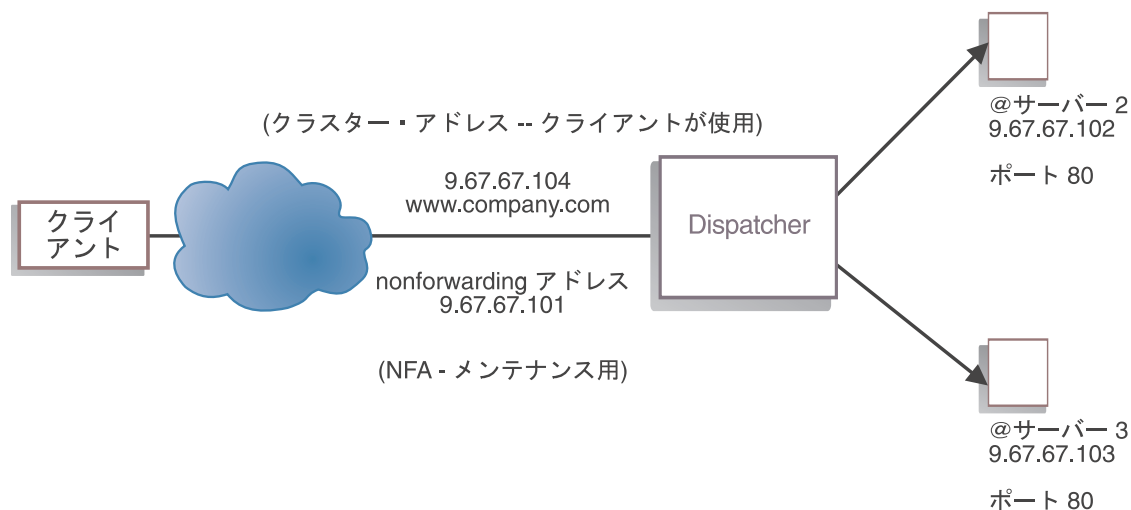 (クラスター・アドレス -- クライアントが使用)
9.67.67.104
www.company.com
クライ
アント
Dispatcher
nonforwarding アドレス
9.67.67.101
(NFA - メンテナンス用)
@サーバー 2
9.67.67.102
ポート 80
@サーバー 3
9.67.67.103
ポート 80